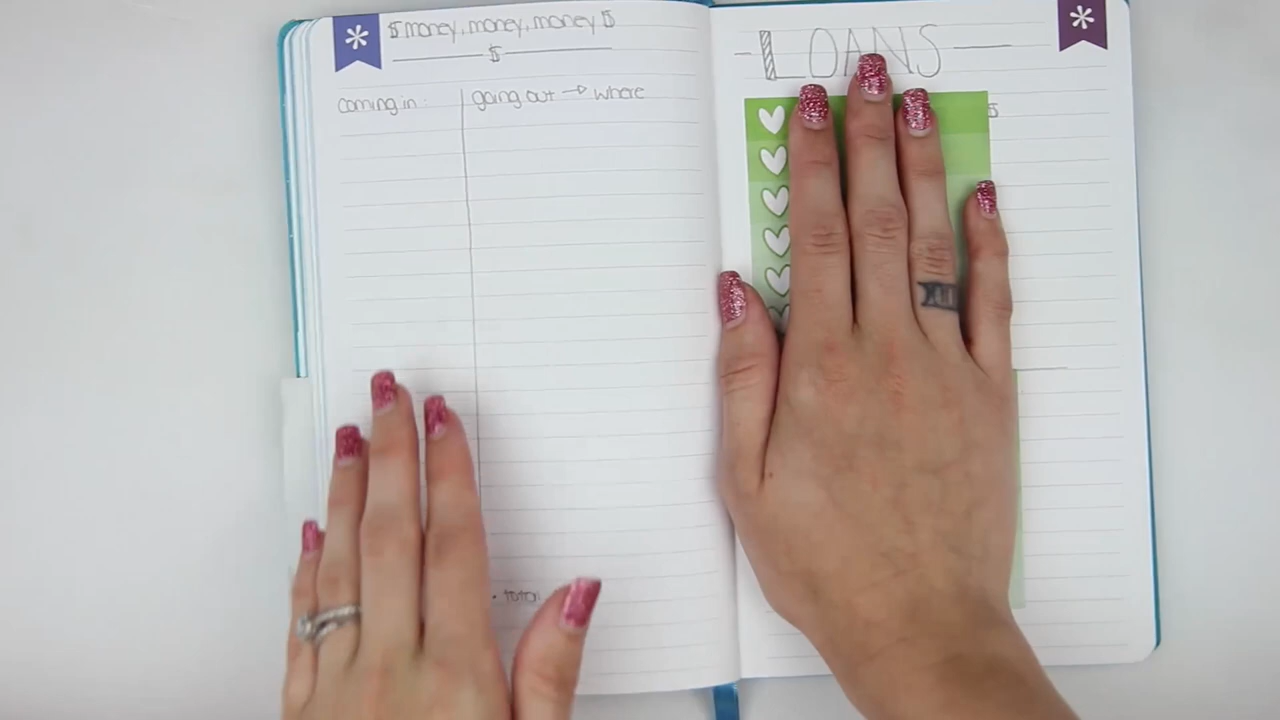 $ money, money, money $
$
coming in: going out → where
• total
LOANS
$